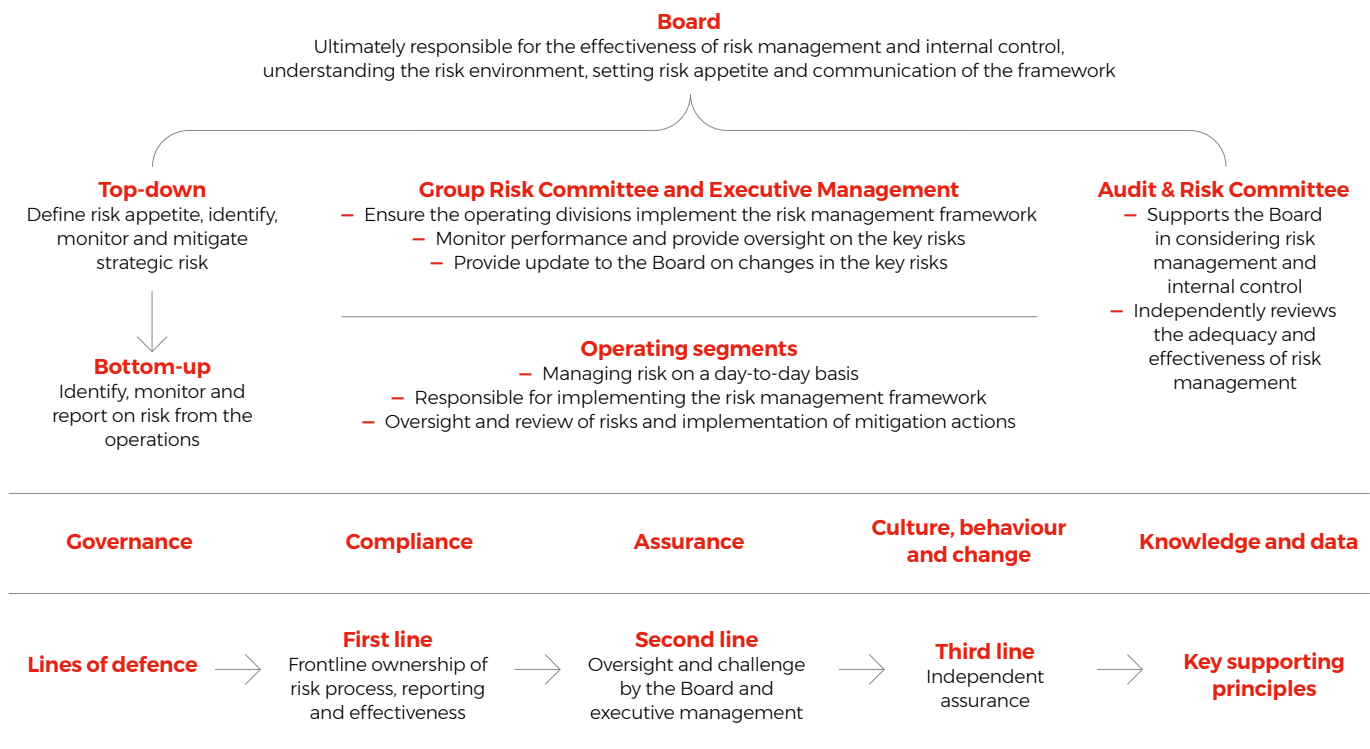 Board
Ultimately responsible for the effectiveness of risk management and internal control,
understanding the risk environment, setting risk appetite and communication of the framework
Top-down
Define risk appetite, identify,
monitor and mitigate
strategic risk
Bottom-up
Identify, monitor and
report on risk from the
operations
Group Risk Committee and Executive Management
– Ensure the operating divisions implement the risk management framework
– Monitor performance and provide oversight on the key risks
– Provide update to the Board on changes in the key risks
Operating segments
– Managing risk on a day-to-day basis
– Responsible for implementing the risk management framework
– Oversight and review of risks and implementation of mitigation actions
Audit & Risk Committee
– Supports the Board
in considering risk
management and
internal control
– Independently reviews
the adequacy and
effectiveness of risk
management
Governance
Compliance
Assurance
Culture, behaviour
and change
Knowledge and data
Lines of defence
First line
Frontline ownership of
risk process, reporting
and effectiveness
Second line
Oversight and challenge
by the Board and
executive management
Third line
Independent
assurance
Key supporting
principles